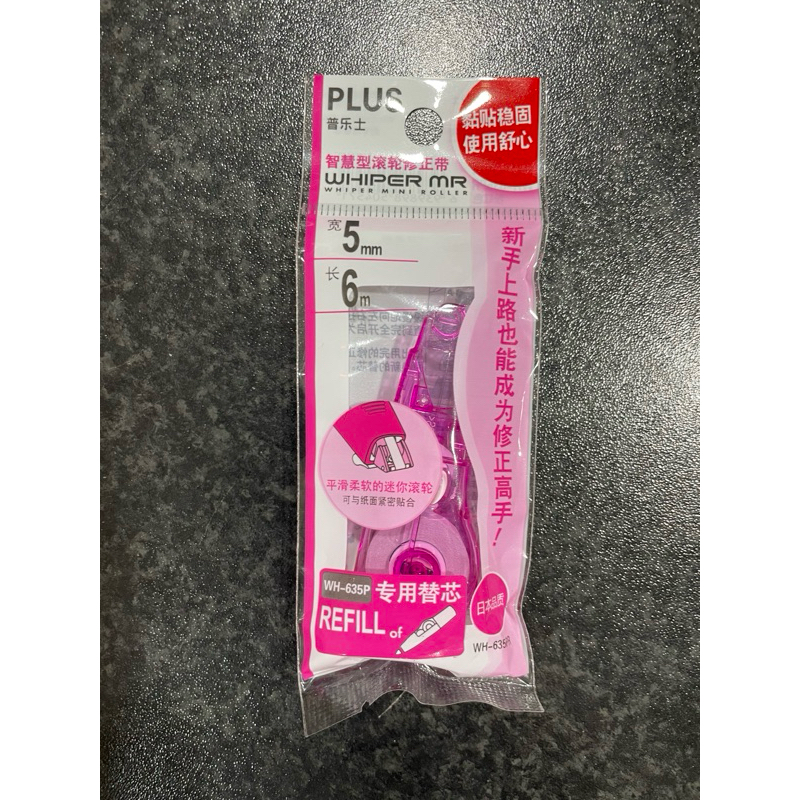 PLUS
普乐士
黏贴稳固
使用舒心
智慧型滚轮修正带
WHIPER MR
WHIPER MINI ROLLER
宽 5mm
长 6m
新手上路也能成为修正高手!
平滑柔软的迷你滚轮
可与纸面紧密贴合
WH-635P 专用替芯
REFILL of
日本品质